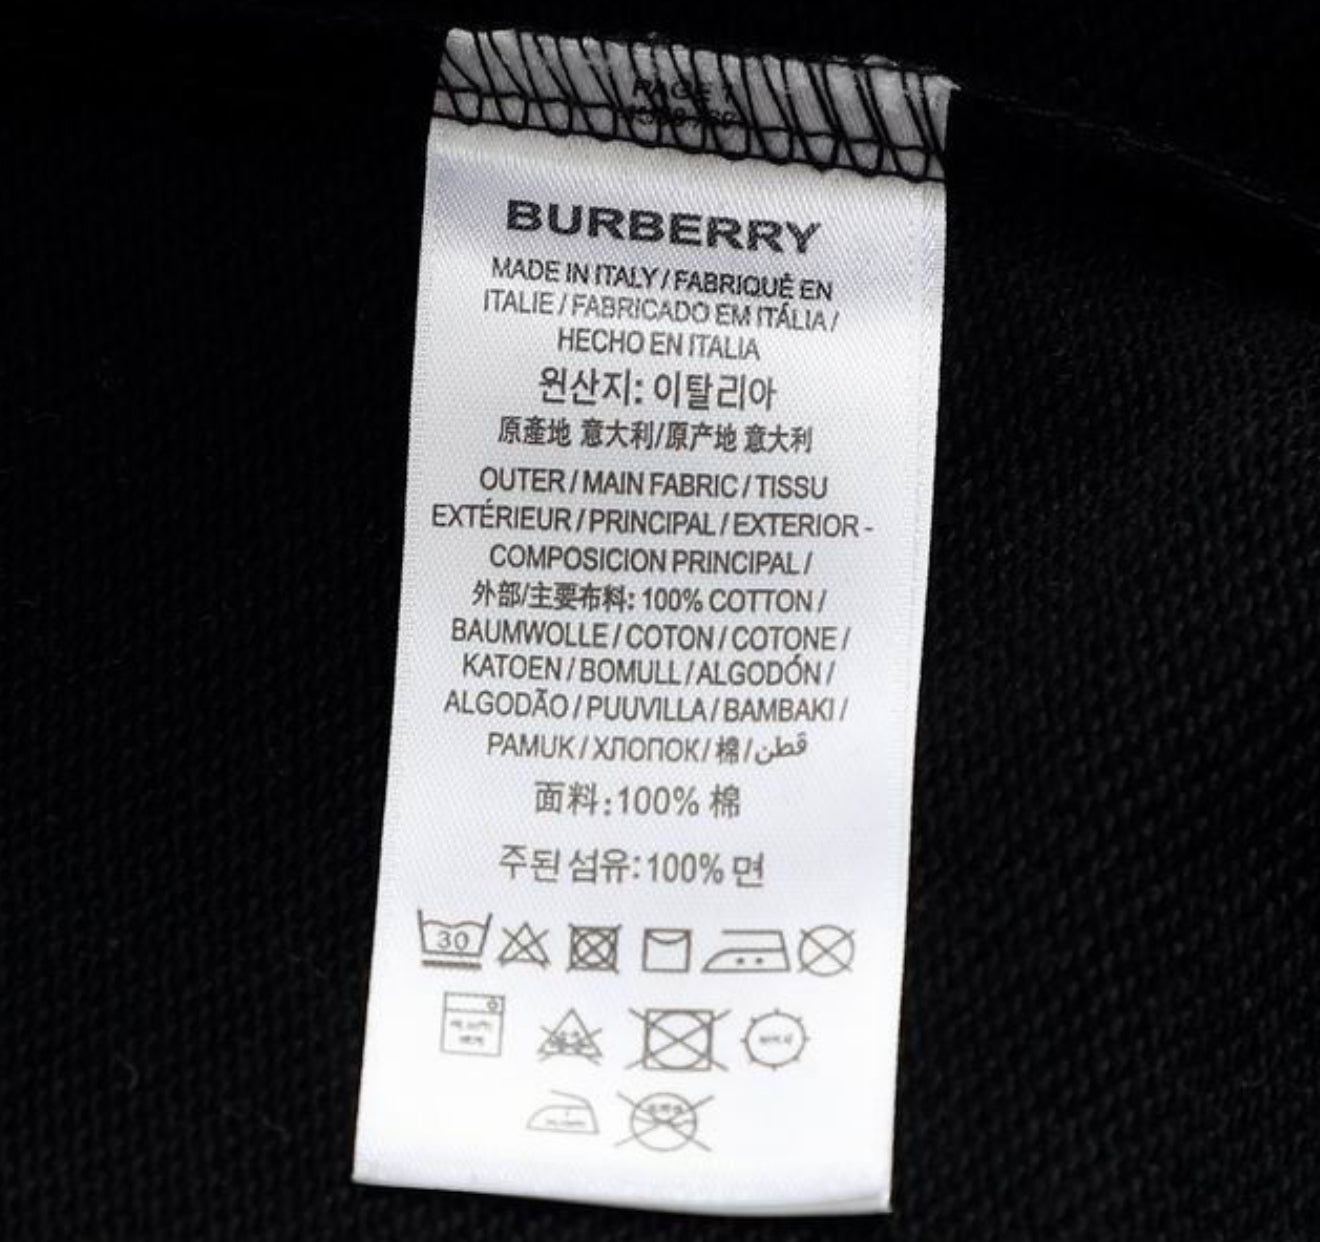 PAGE 1
BURBERRY
MADE IN ITALY / FABRIQUÉ EN
ITALIE / FABRICADO EM ITÁLIA /
HECHO EN ITALIA
원산지: 이탈리아
原產地 意大利/原产地 意大利
OUTER / MAIN FABRIC / TISSU
EXTÉRIEUR / PRINCIPAL / EXTERIOR -
COMPOSICION PRINCIPAL /
外部/主要布料: 100% COTTON /
BAUMWOLLE / COTON / COTONE /
KATOEN / BOMULL / ALGODÓN /
ALGODÃO / PUUVILLA / BAMBAKI /
PAMUK / ХЛОПОК / 棉 / قطن
面料:100% 棉
주된 섬유:100% 면
30